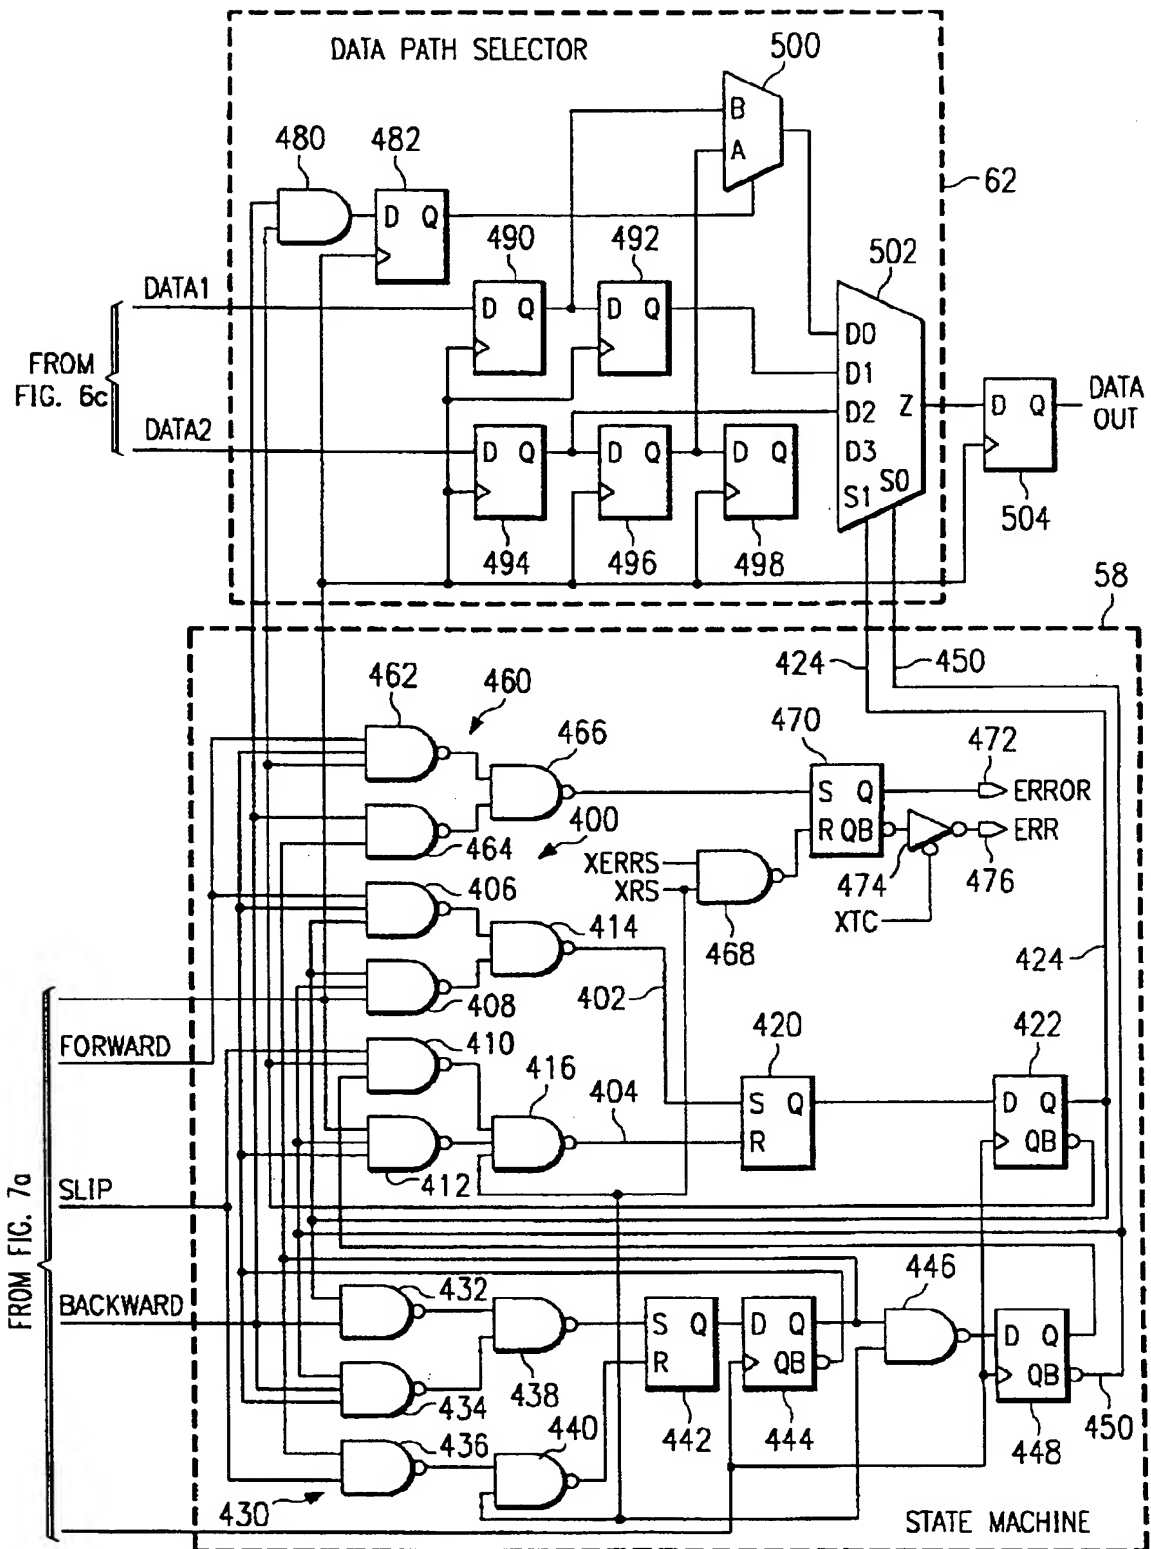 DATA PATH SELECTOR
500
B
A
480
482
D Q
62
490
492
502
DATA1
D Q
D Q
D0
D1
D2
D3
S1
S0
Z
FROM
FIG. 6c
DATA2
D Q
D Q
D Q
D Q
DATA
OUT
494
496
498
504
58
424
450
462
460
466
470
472
S Q
R QB
ERROR
ERR
464
400
XERRS
XRS
474
476
406
414
468
XTC
402
424
408
FORWARD
410
416
404
420
422
S Q
R
D Q
QB
412
SLIP
FROM FIG. 7a
BACKWARD
432
446
438
S Q
R
D Q
QB
D Q
QB
434
436
440
442
444
448
450
430
STATE MACHINE